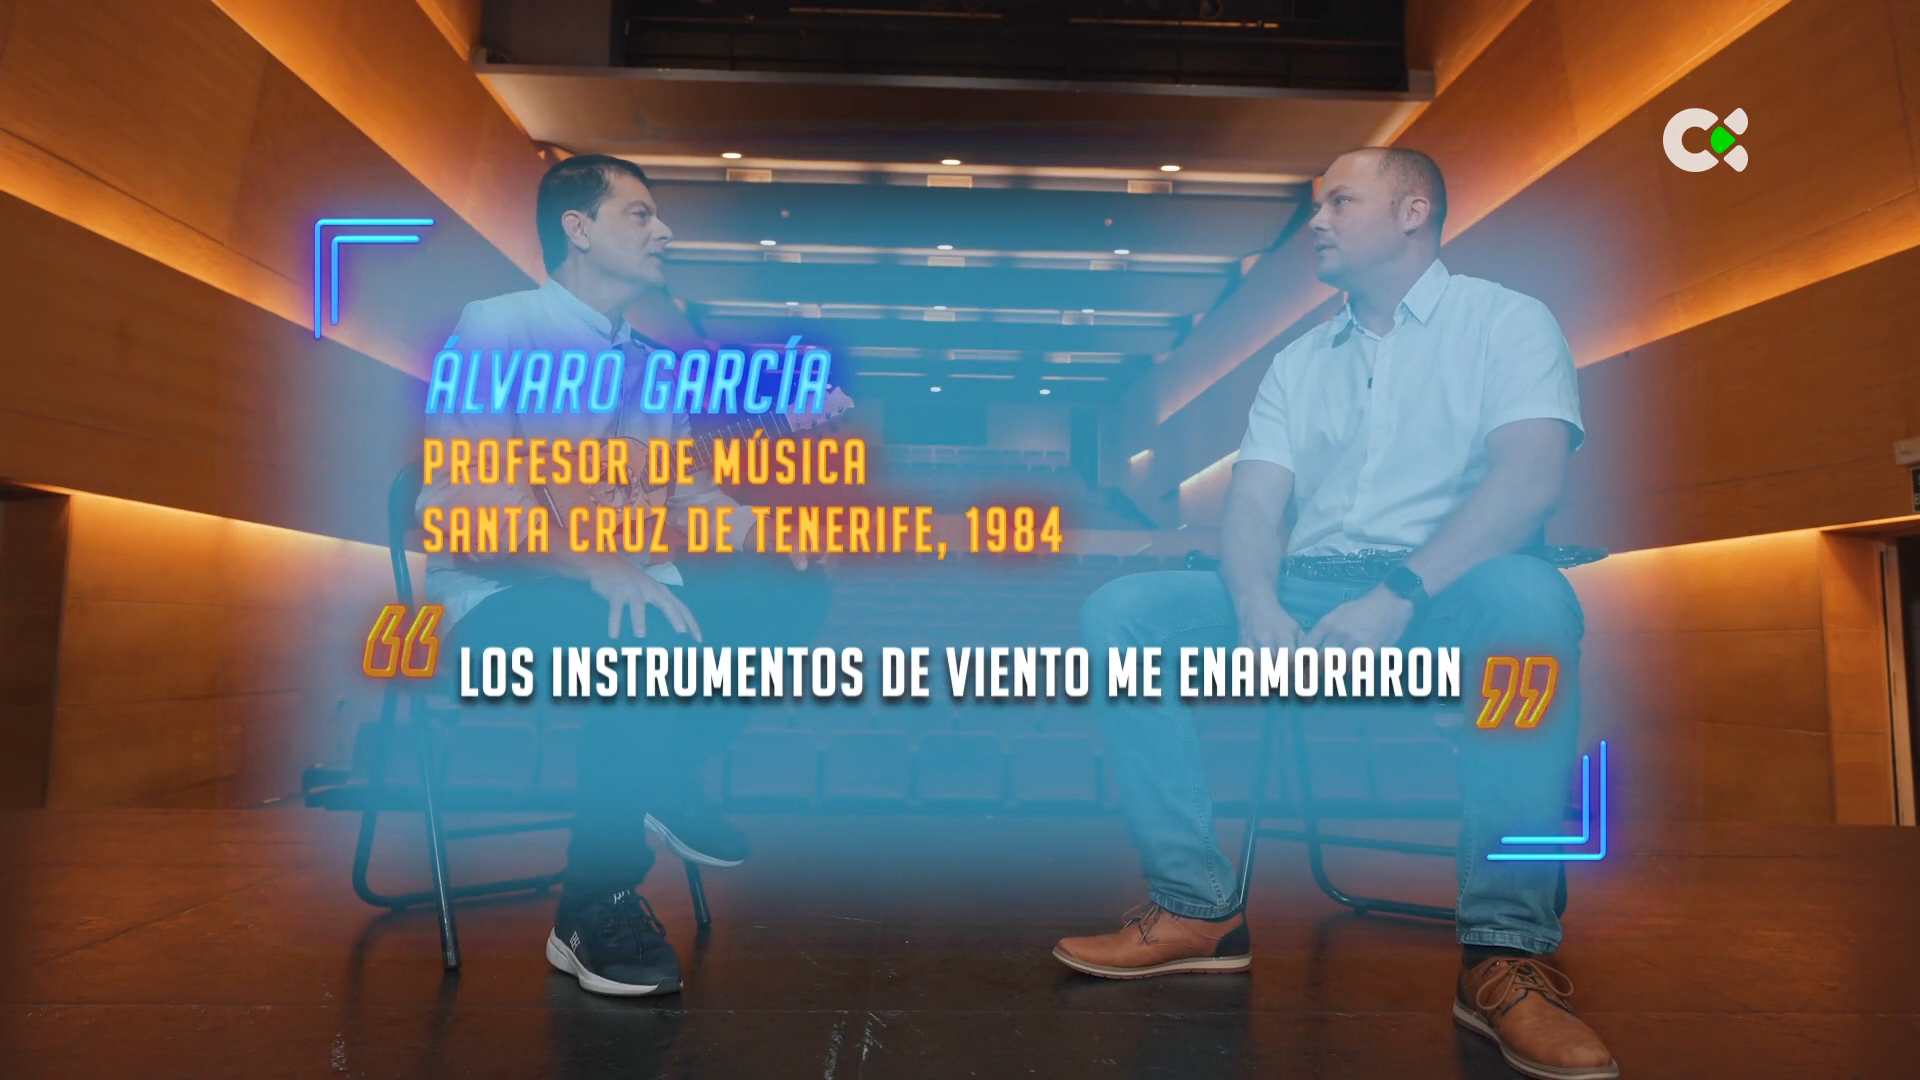 ÁLVARO GARCÍA
PROFESOR DE MÚSICA
SANTA CRUZ DE TENERIFE, 1984
“ LOS INSTRUMENTOS DE VIENTO ME ENAMORARON ”